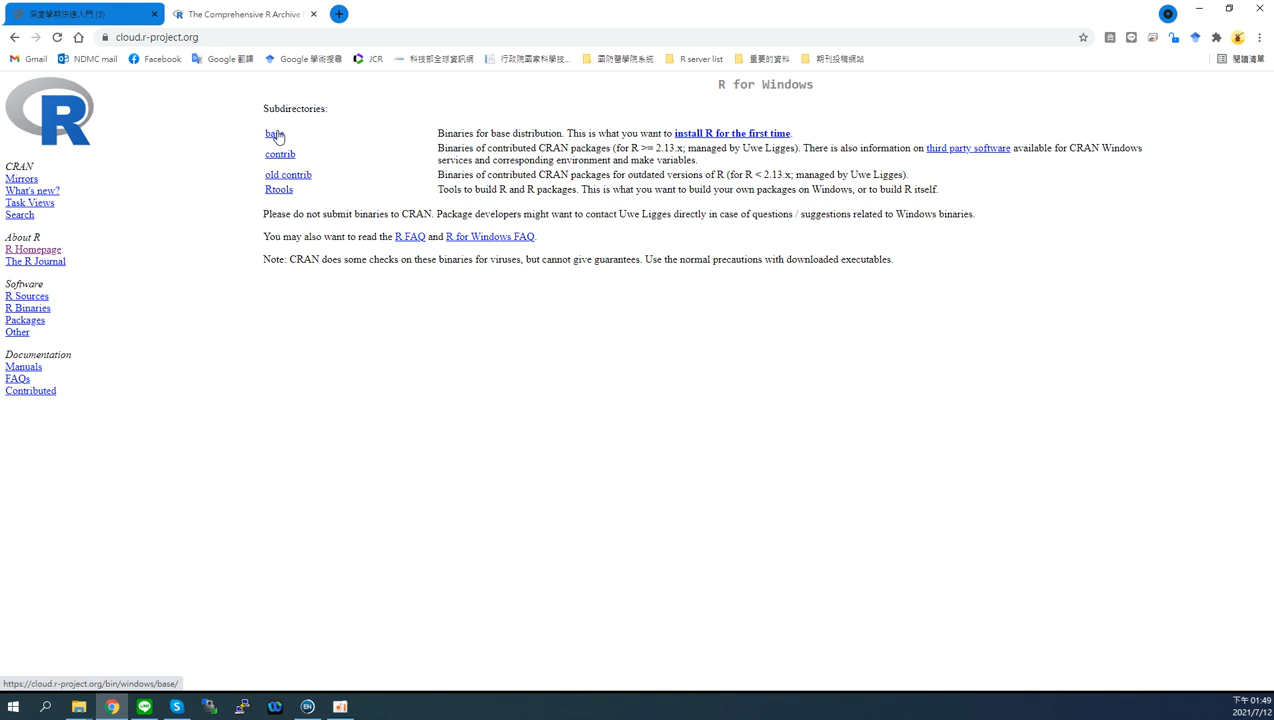 深度學期快速入門 (3)
The Comprehensive R Archive
cloud.r-project.org
Gmail
NDMC mail
Facebook
Google 翻譯
Google 學術搜尋
JCR
科技部全球資訊網
行政院國家科學技...
國防醫學院系統
R server list
重要的資料
期刊投稿網站
閱讀清單
R for Windows
Subdirectories:
base
Binaries for base distribution. This is what you want to install R for the first time.
contrib
Binaries of contributed CRAN packages (for R >= 2.13.x; managed by Uwe Ligges). There is also information on third party software available for CRAN Windows
services and corresponding environment and make variables.
old contrib
Binaries of contributed CRAN packages for outdated versions of R (for R < 2.13.x; managed by Uwe Ligges).
Rtools
Tools to build R and R packages. This is what you want to build your own packages on Windows, or to build R itself.
Please do not submit binaries to CRAN. Package developers might want to contact Uwe Ligges directly in case of questions / suggestions related to Windows binaries.
You may also want to read the R FAQ and R for Windows FAQ.
Note: CRAN does some checks on these binaries for viruses, but cannot give guarantees. Use the normal precautions with downloaded executables.
R
CRAN
Mirrors
What's new?
Task Views
Search
About R
R Homepage
The R Journal
Software
R Sources
R Binaries
Packages
Other
Documentation
Manuals
FAQs
Contributed
https://cloud.r-project.org/bin/windows/base/
EN
下午 01:49
2021/7/12